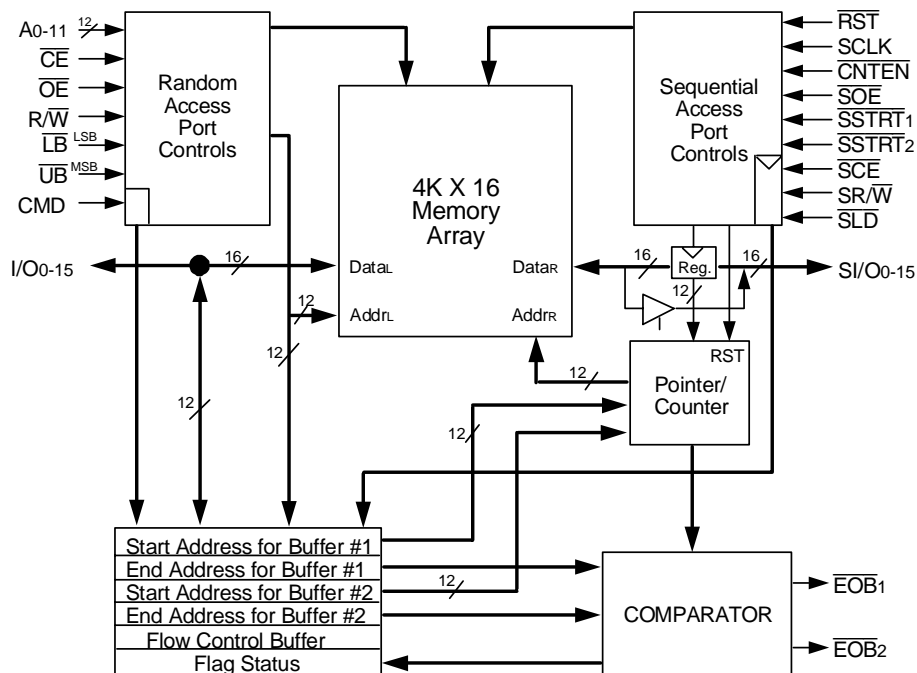 A0-11
12
CE
OE
R/W
LB LSB
UB MSB
CMD
Random
Access
Port
Controls
4K X 16
Memory
Array
DataL
DataR
AddrL
AddrR
Sequential
Access
Port
Controls
RST
SCLK
CNTEN
SOE
SSTRT1
SSTRT2
SCE
SR/W
SLD
I/O0-15
16
16
Reg.
16
SI/O0-15
12
12
12
12
RST
Pointer/
Counter
12
12
12
Start Address for Buffer #1
End Address for Buffer #1
Start Address for Buffer #2
End Address for Buffer #2
Flow Control Buffer
Flag Status
COMPARATOR
EOB1
EOB2